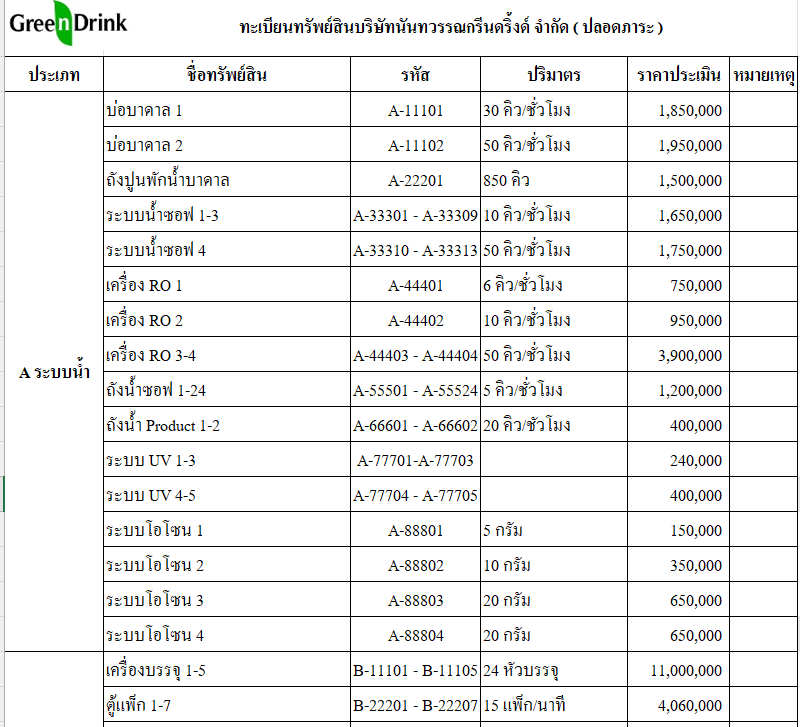 GreenDrink
ทะเบียนทรัพย์สินบริษัทนันทวรรณกรีนดริ้งค์ จำกัด ( ปลอดภาระ )
ประเภท ชื่อทรัพย์สิน รหัส ปริมาตร ราคาประเมิน หมายเหตุ
บ่อบาดาล 1 A-11101 30 คิว/ชั่วโมง 1,850,000
บ่อบาดาล 2 A-11102 50 คิว/ชั่วโมง 1,950,000
ถังปูนพักน้ำบาดาล A-22201 850 คิว 1,500,000
ระบบน้ำซอฟ 1-3 A-33301 - A-33309 10 คิว/ชั่วโมง 1,650,000
ระบบน้ำซอฟ 4 A-33310 - A-33313 50 คิว/ชั่วโมง 1,750,000
เครื่อง RO 1 A-44401 6 คิว/ชั่วโมง 750,000
เครื่อง RO 2 A-44402 10 คิว/ชั่วโมง 950,000
เครื่อง RO 3-4 A-44403 - A-44404 50 คิว/ชั่วโมง 3,900,000
A ระบบน้ำ
ถังน้ำซอฟ 1-24 A-55501 - A-55524 5 คิว/ชั่วโมง 1,200,000
ถังน้ำ Product 1-2 A-66601 - A-66602 20 คิว/ชัวโมง 400,000
ระบบ UV 1-3 A-77701-A-77703 240,000
ระบบ UV 4-5 A-77704 - A-77705 400,000
ระบบโอโซน 1 A-88801 5 กรัม 150,000
ระบบโอโซน 2 A-88802 10 กรัม 350,000
ระบบโอโซน 3 A-88803 20 กรัม 650,000
ระบบโอโซน 4 A-88804 20 กรัม 650,000
เครื่องบรรจุ 1-5 B-11101 - B-11105 24 หัวบรรจุ 11,000,000
ตู้แพ็ก 1-7 B-22201 - B-22207 15 แพ็ก/นาที 4,060,000